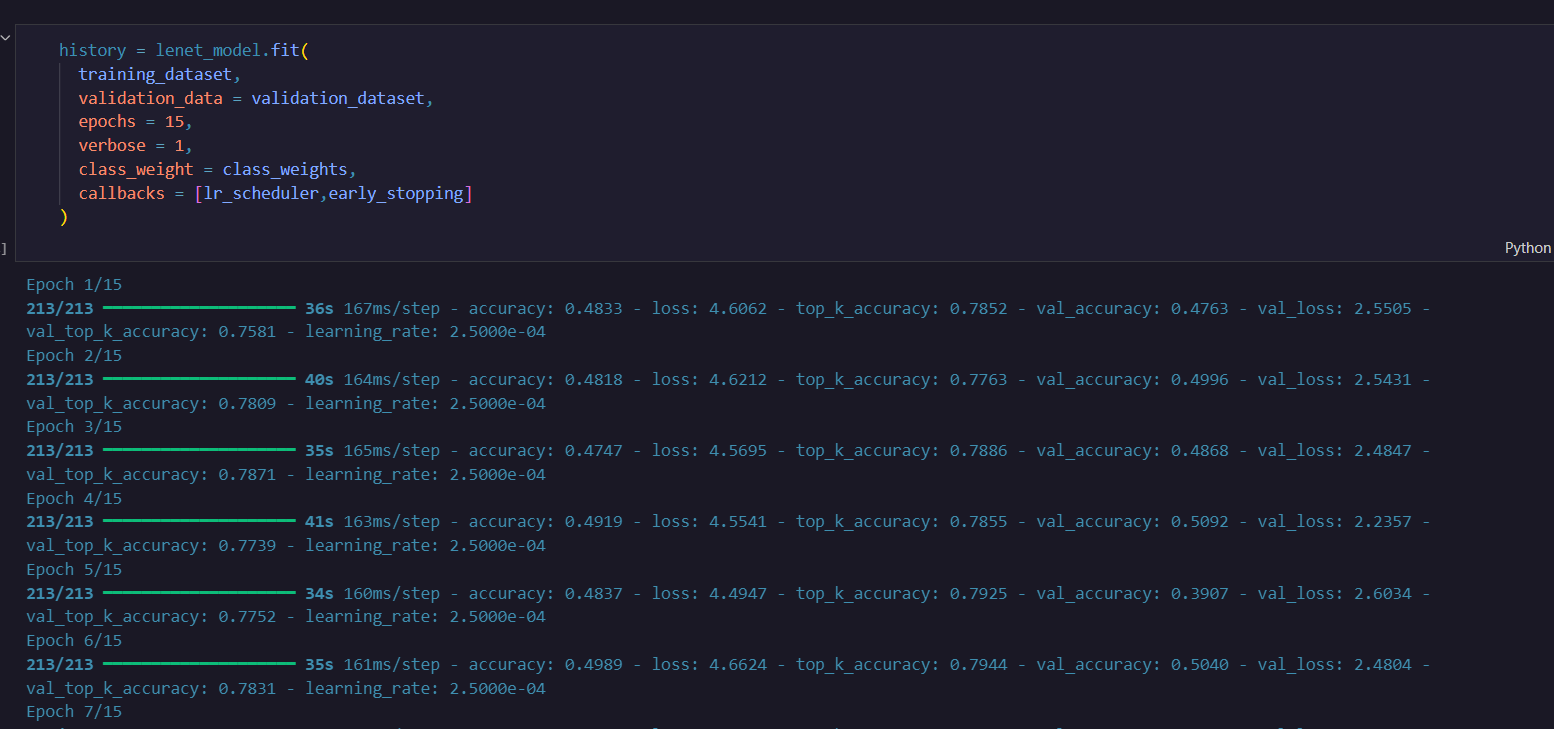 history = lenet_model.fit(
training_dataset,
validation_data = validation_dataset,
epochs = 15,
verbose = 1,
class_weight = class_weights,
callbacks = [lr_scheduler,early_stopping]
)
]
Python
Epoch 1/15
213/213 36s 167ms/step - accuracy: 0.4833 - loss: 4.6062 - top_k_accuracy: 0.7852 - val_accuracy: 0.4763 - val_loss: 2.5505 -
val_top_k_accuracy: 0.7581 - learning_rate: 2.5000e-04
Epoch 2/15
213/213 40s 164ms/step - accuracy: 0.4818 - loss: 4.6212 - top_k_accuracy: 0.7763 - val_accuracy: 0.4996 - val_loss: 2.5431 -
val_top_k_accuracy: 0.7809 - learning_rate: 2.5000e-04
Epoch 3/15
213/213 35s 165ms/step - accuracy: 0.4747 - loss: 4.5695 - top_k_accuracy: 0.7886 - val_accuracy: 0.4868 - val_loss: 2.4847 -
val_top_k_accuracy: 0.7871 - learning_rate: 2.5000e-04
Epoch 4/15
213/213 41s 163ms/step - accuracy: 0.4919 - loss: 4.5541 - top_k_accuracy: 0.7855 - val_accuracy: 0.5092 - val_loss: 2.2357 -
val_top_k_accuracy: 0.7739 - learning_rate: 2.5000e-04
Epoch 5/15
213/213 34s 160ms/step - accuracy: 0.4837 - loss: 4.4947 - top_k_accuracy: 0.7925 - val_accuracy: 0.3907 - val_loss: 2.6034 -
val_top_k_accuracy: 0.7752 - learning_rate: 2.5000e-04
Epoch 6/15
213/213 35s 161ms/step - accuracy: 0.4989 - loss: 4.6624 - top_k_accuracy: 0.7944 - val_accuracy: 0.5040 - val_loss: 2.4804 -
val_top_k_accuracy: 0.7831 - learning_rate: 2.5000e-04
Epoch 7/15